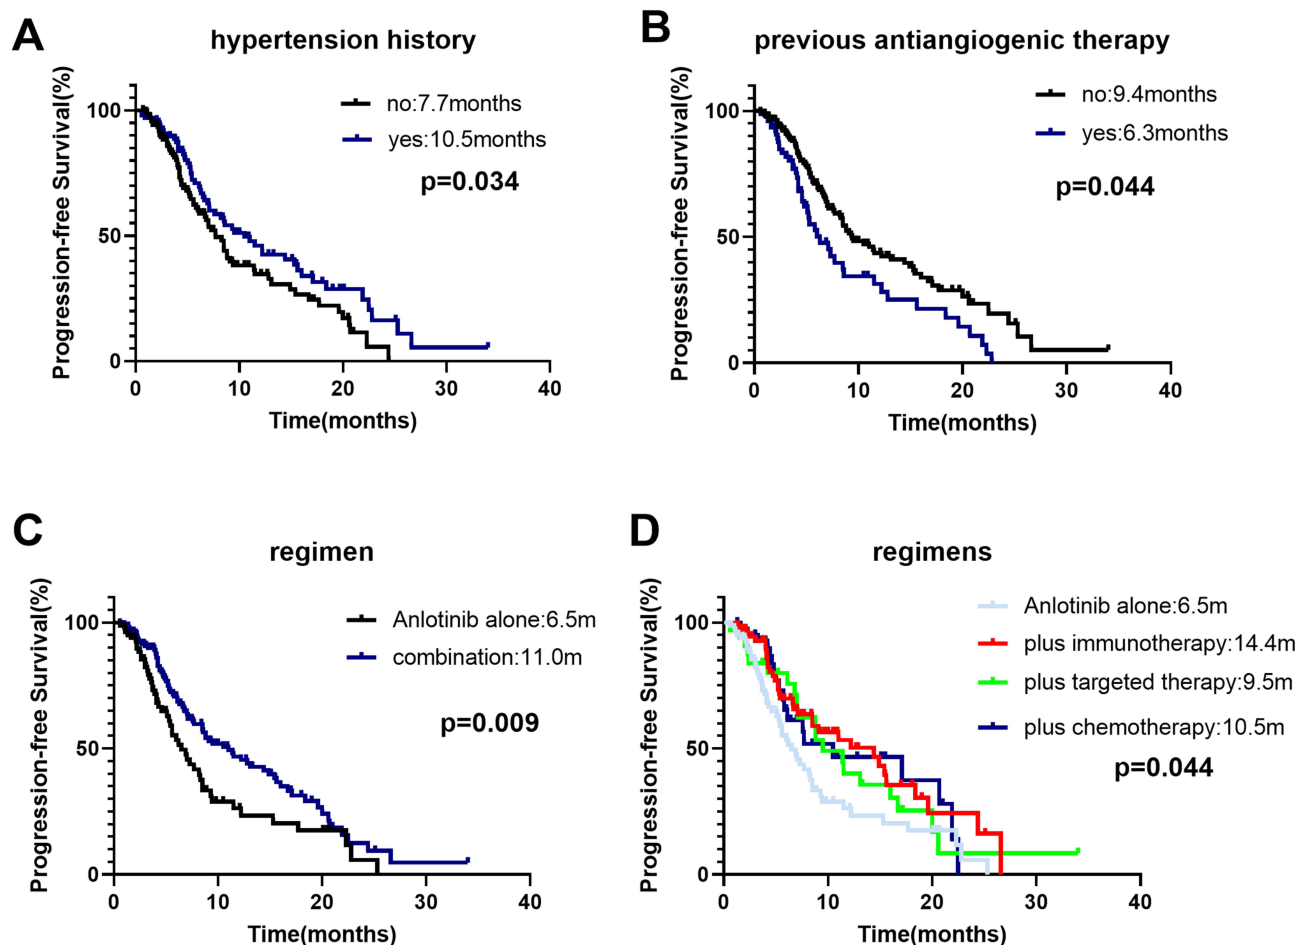 A
hypertension history
Progression-free Survival(%)
100
50
0
no:7.7months
yes:10.5months
p=0.034
0 10 20 30 40
Time(months)
B
previous antiangiogenic therapy
Progression-free Survival(%)
100
50
0
no:9.4months
yes:6.3months
p=0.044
0 10 20 30 40
Time(months)
C
regimen
Progression-free Survival(%)
100
50
0
Anlotinib alone:6.5m
combination:11.0m
p=0.009
0 10 20 30 40
Time(months)
D
regimens
Progression-free Survival(%)
100
50
0
Anlotinib alone:6.5m
plus immunotherapy:14.4m
plus targeted therapy:9.5m
plus chemotherapy:10.5m
p=0.044
0 10 20 30 40
Time(months)